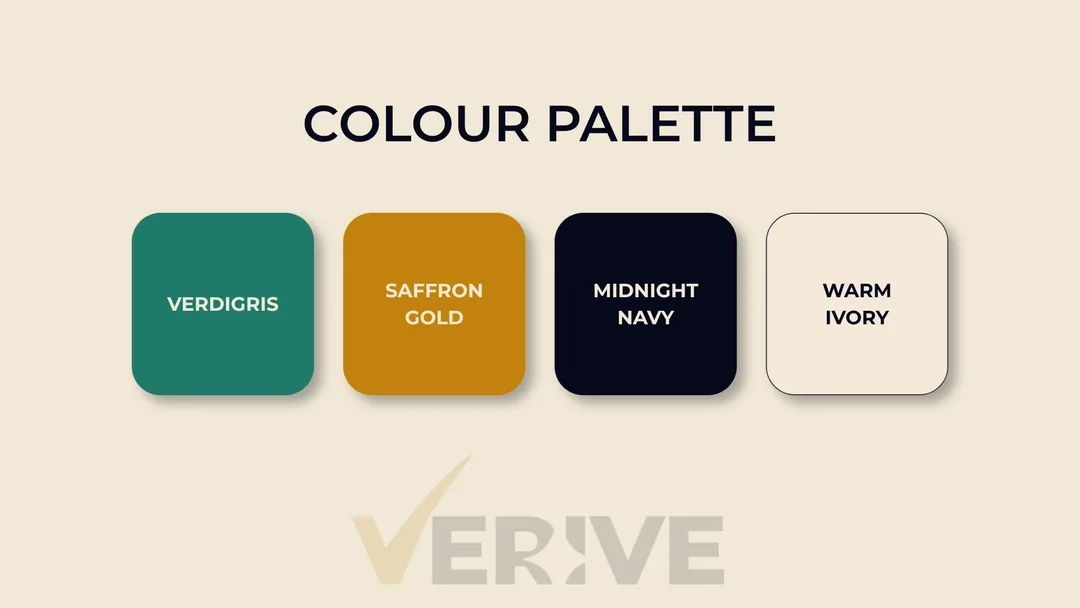 COLOUR PALETTE
VERDIGRIS
SAFFRON
GOLD
MIDNIGHT
NAVY
WARM
IVORY
VERIVE